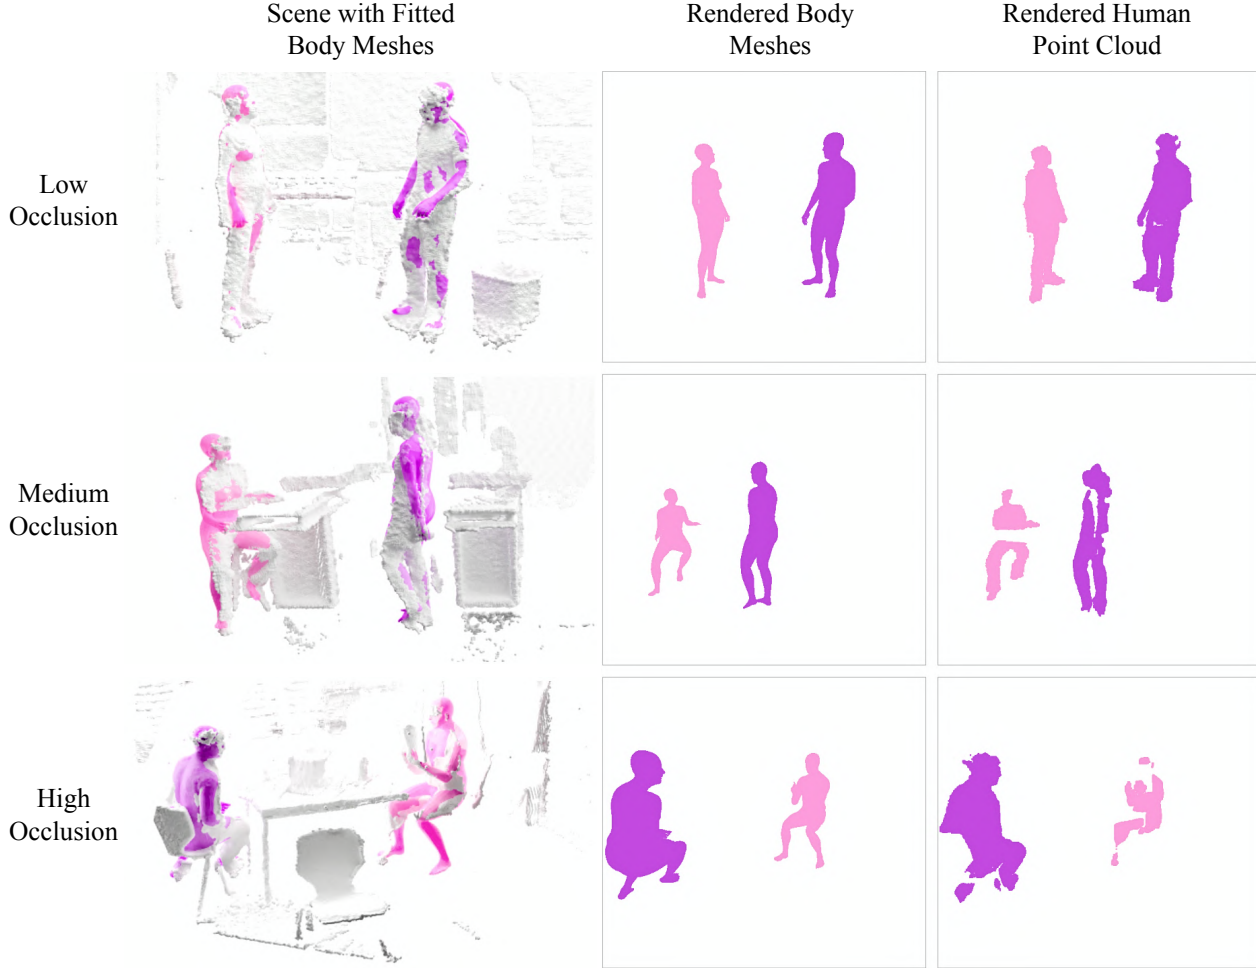 Scene with Fitted
Body Meshes
Rendered Body
Meshes
Rendered Human
Point Cloud
Low
Occlusion
Medium
Occlusion
High
Occlusion